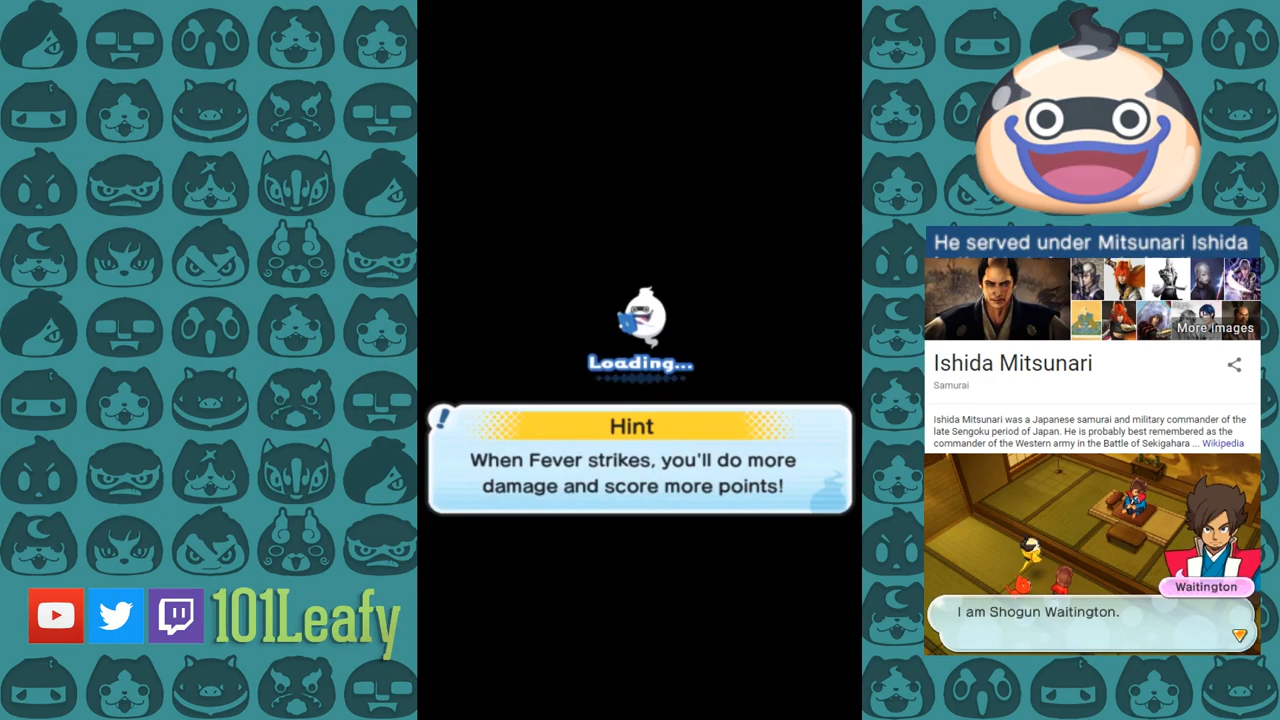 Loading...
Hint
When Fever strikes, you'll do more
damage and score more points!
101Leafy
He served under Mitsunari Ishida
More Images
Ishida Mitsunari
Samurai
Ishida Mitsunari was a Japanese samurai and military commander of the
late Sengoku period of Japan. He is probably best remembered as the
commander of the Western army in the Battle of Sekigahara ... Wikipedia
Waitington
I am Shogun Waitington.